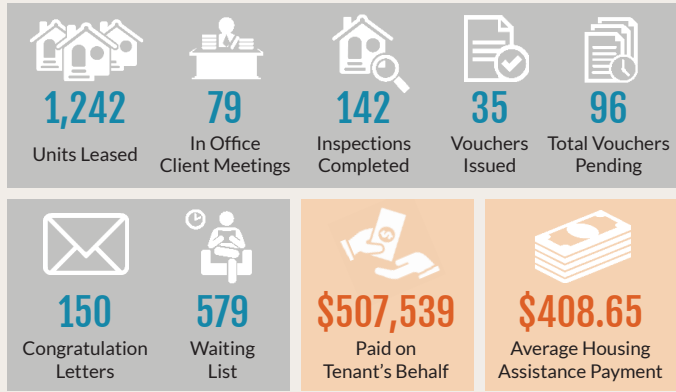 1,242
Units Leased
79
In Office
Client Meetings
142
Inspections
Completed
35
Vouchers
Issued
96
Total Vouchers
Pending
150
Congratulation
Letters
579
Waiting
List
$507,539
Paid on
Tenant's Behalf
$408.65
Average Housing
Assistance Payment